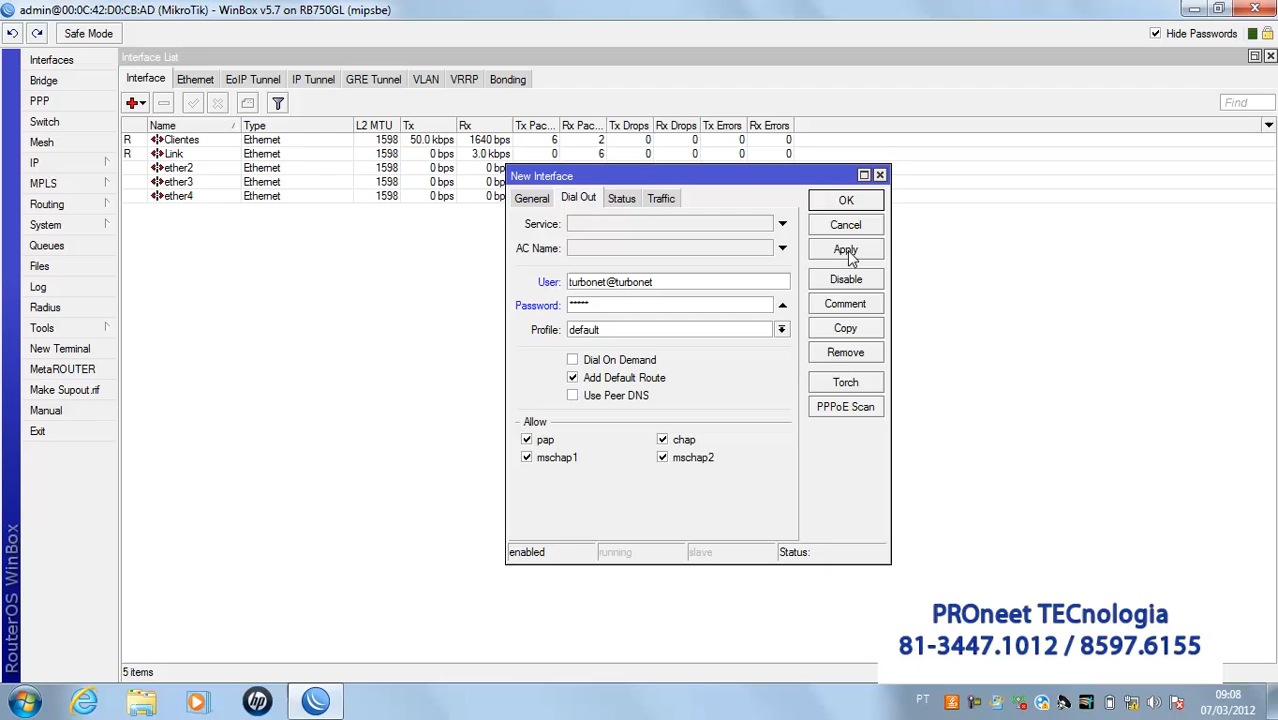 admin@00:0C:42:D0:CB:AD (MikroTik) - WinBox v5.7 on RB750GL (mipsbe)
Safe Mode
Hide Passwords
Interfaces
Bridge
PPP
Switch
Mesh
IP
MPLS
Routing
System
Queues
Files
Log
Radius
Tools
New Terminal
MetaROUTER
Make Supout.rif
Manual
Exit
RouterOS WinBox
Interface List
Interface Ethernet EoIP Tunnel IP Tunnel GRE Tunnel VLAN VRRP Bonding
Find
Name Type L2 MTU Tx Rx Tx Pac... Rx Pac... Tx Drops Rx Drops Tx Errors Rx Errors
R Clientes Ethernet 1598 50.0 kbps 1640 bps 6 2 0 0 0 0
R Link Ethernet 1598 0 bps 3.0 kbps 0 6 0 0 0 0
ether2 Ethernet 1598 0 bps 0
ether3 Ethernet 1598 0 bps 0
ether4 Ethernet 1598 0 bps 0
5 items
New Interface
General Dial Out Status Traffic
Service:
AC Name:
User: turbonet@turbonet
Password: *****
Profile: default
Dial On Demand
Add Default Route
Use Peer DNS
Allow
pap chap
mschap1 mschap2
enabled running slave Status:
OK
Cancel
Apply
Disable
Comment
Copy
Remove
Torch
PPPoE Scan
PROneet TECnologia
81-3447.1012 / 8597.6155
hp
PT
09:08
07/03/2012